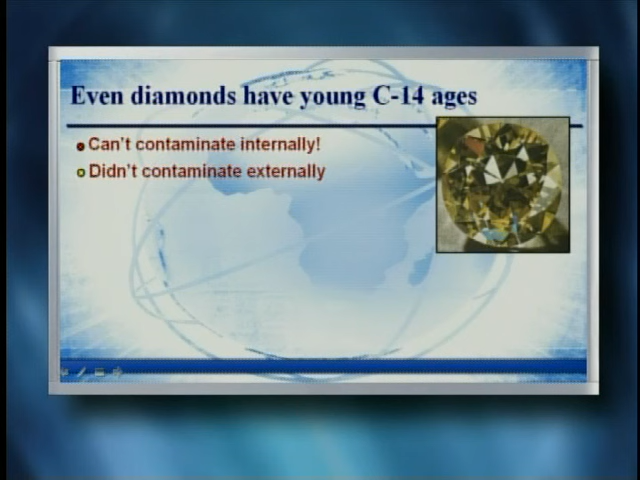 Even diamonds have young C-14 ages
Can't contaminate internally!
Didn't contaminate externally